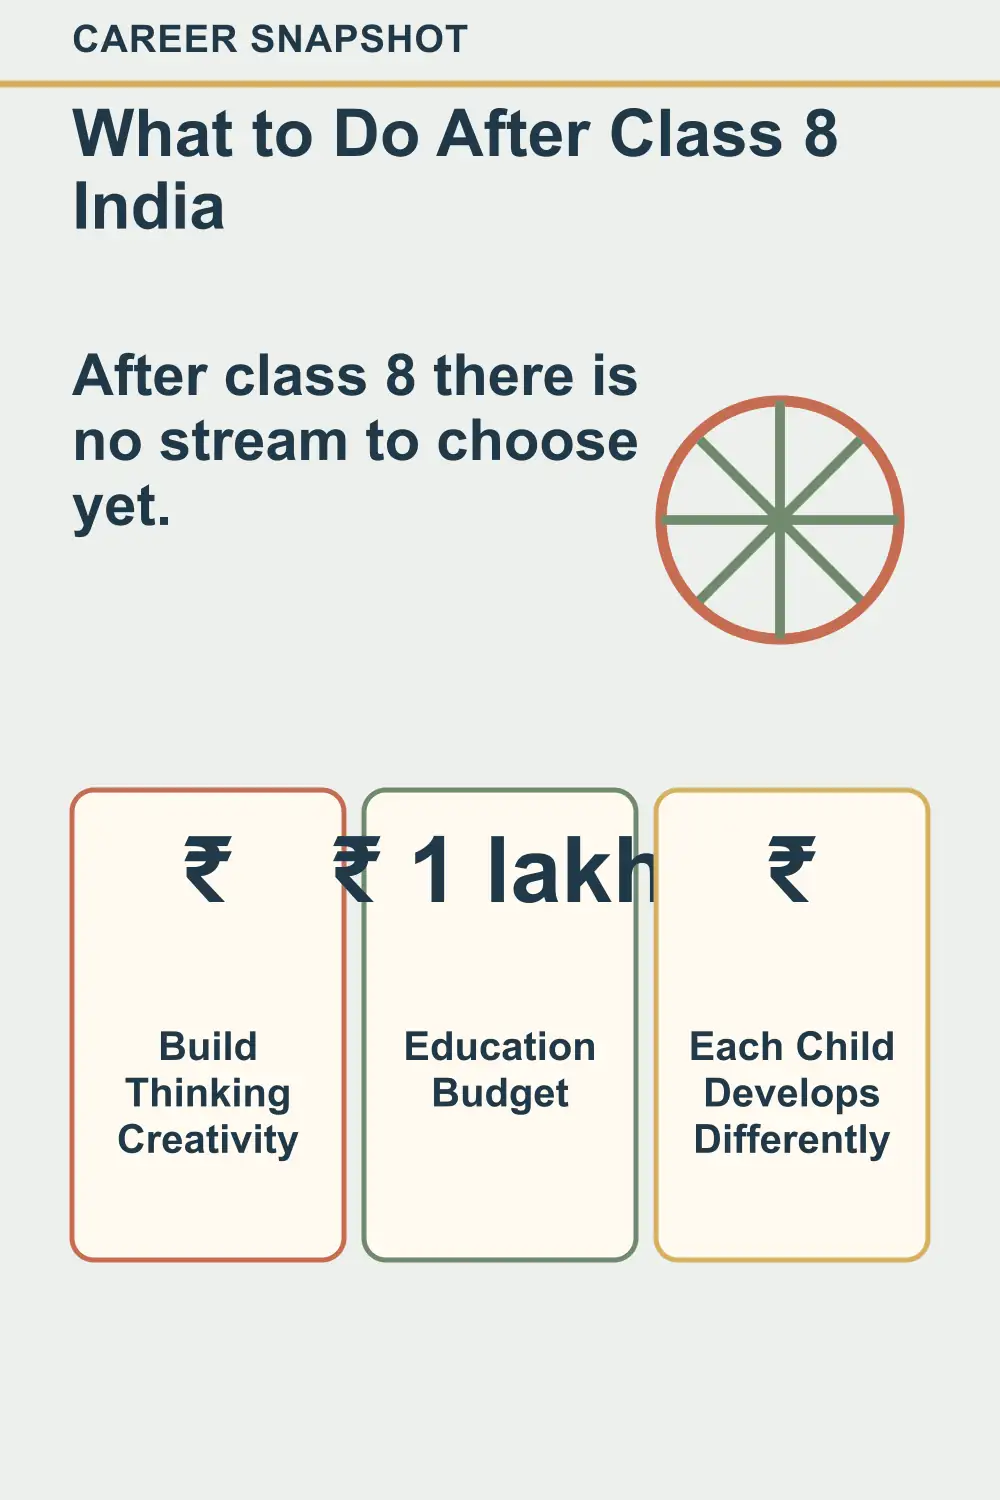 CAREER SNAPSHOT
What to Do After Class 8
India
After class 8 there is
no stream to choose
yet.
₹
₹ 1 lakh
₹
Build
Thinking
Creativity
Education
Budget
Each Child
Develops
Differently